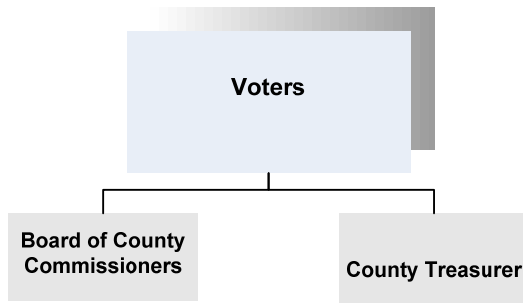 Voters
Board of County
Commissioners
County Treasurer